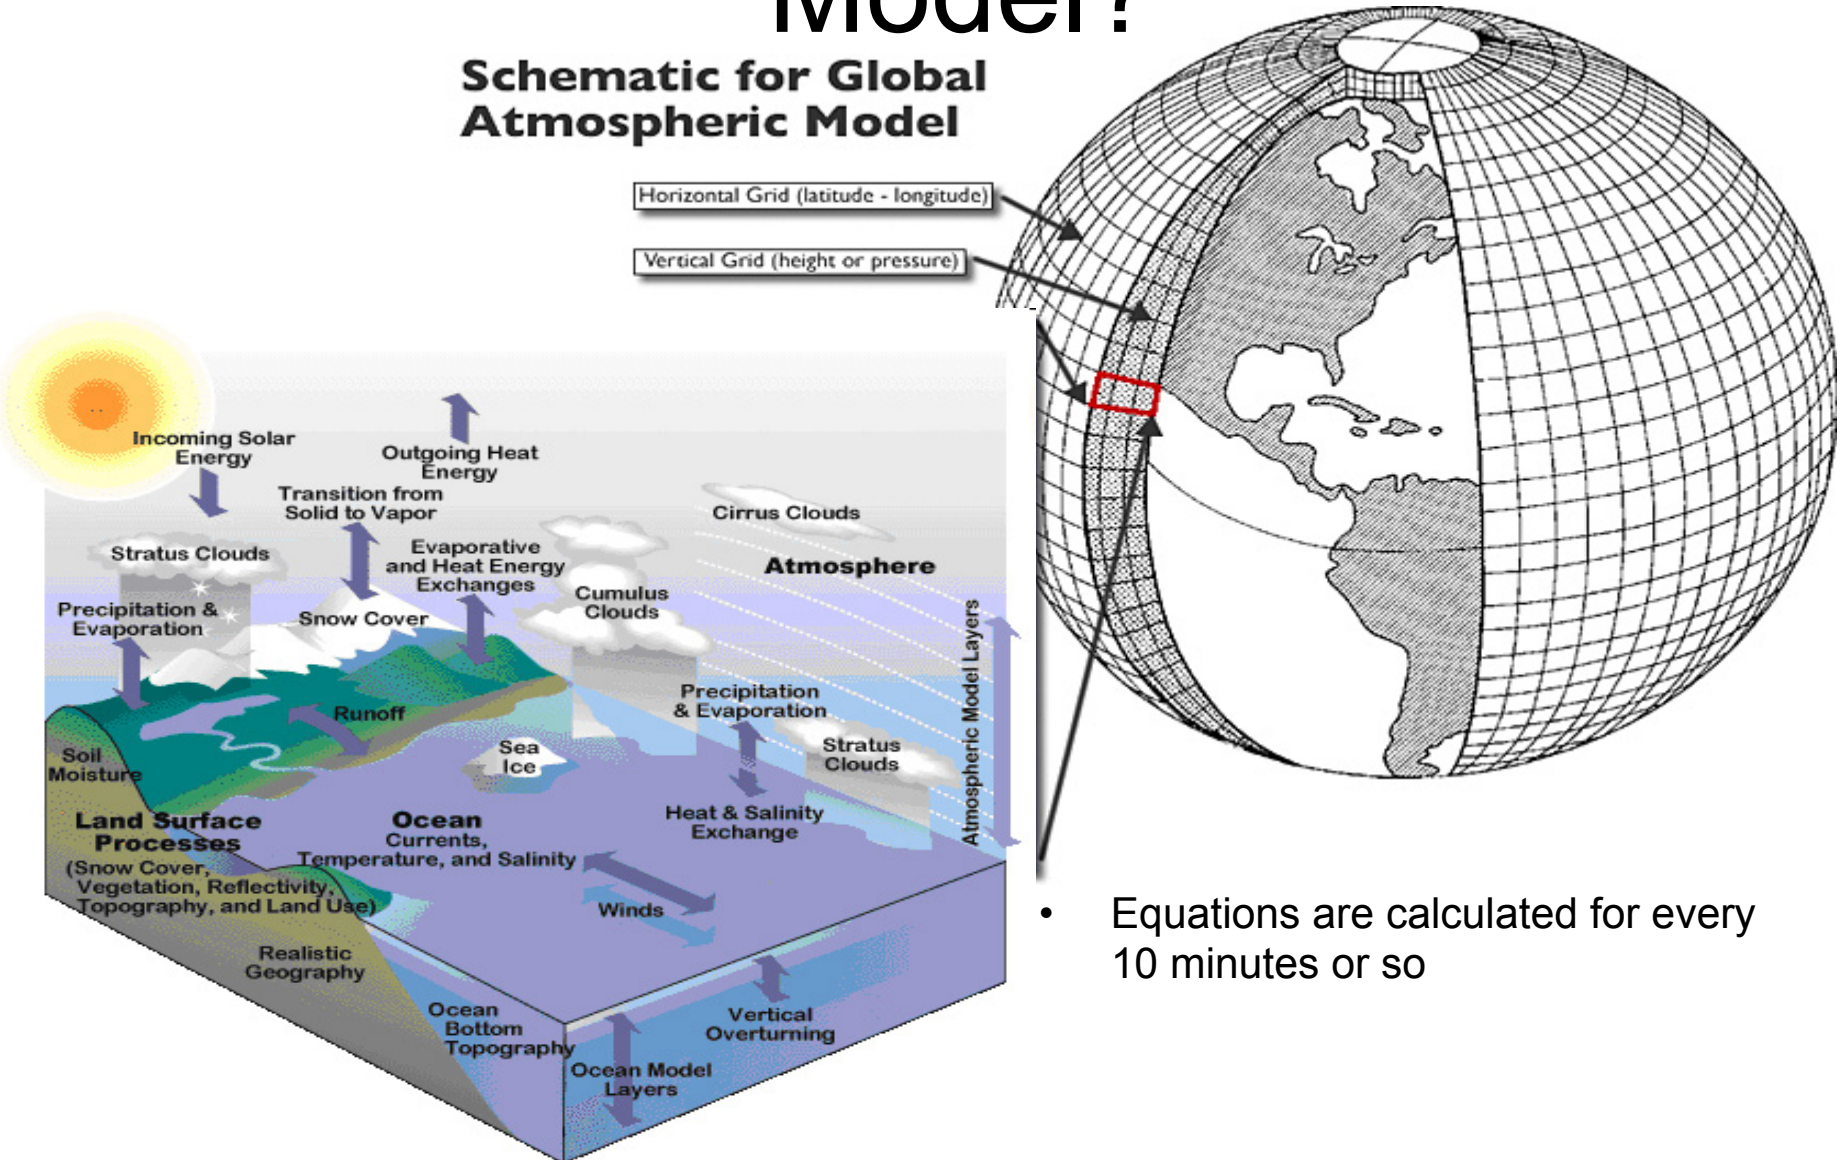 Model?
Schematic for Global
Atmospheric Model
Horizontal Grid (latitude - longitude)
Vertical Grid (height or pressure)
Incoming Solar
Energy
Outgoing Heat
Energy
Transition from
Solid to Vapor
Stratus Clouds
Evaporative
and Heat Energy
Exchanges
Cirrus Clouds
Atmosphere
Precipitation &
Evaporation
Snow Cover
Cumulus
Clouds
Atmospheric Model Layers
Precipitation
& Evaporation
Runoff
Soil
Moisture
Sea
Ice
Stratus
Clouds
Land Surface
Processes
(Snow Cover,
Vegetation, Reflectivity,
Topography, and Land Use)
Ocean
Currents,
Temperature, and Salinity
Heat & Salinity
Exchange
Winds
Realistic
Geography
Ocean
Bottom
Topography
Vertical
Overturning
Ocean Model
Layers
• Equations are calculated for every
10 minutes or so